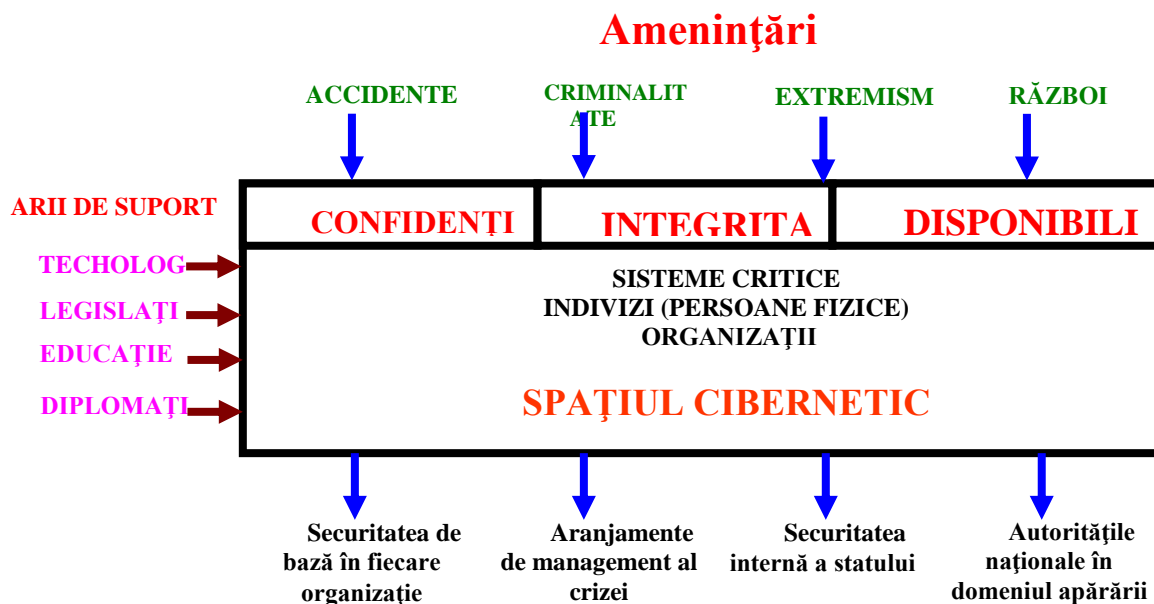 Ameninţări
ACCIDENTE
CRIMINALIT
ATE
EXTREMISM
RĂZBOI
ARII DE SUPORT
CONFIDENȚI
INTEGRITA
DISPONIBILI
TECHOLOG
LEGISLAŢI
EDUCAŢIE
DIPLOMAŢI
SISTEME CRITICE
INDIVIZI (PERSOANE FIZICE)
ORGANIZAŢII
SPAŢIUL CIBERNETIC
Securitatea de
bază în fiecare
organizaţie
Aranjamente
de management al
crizei
Securitatea
internă a statului
Autorităţile
naţionale în
domeniul apărării